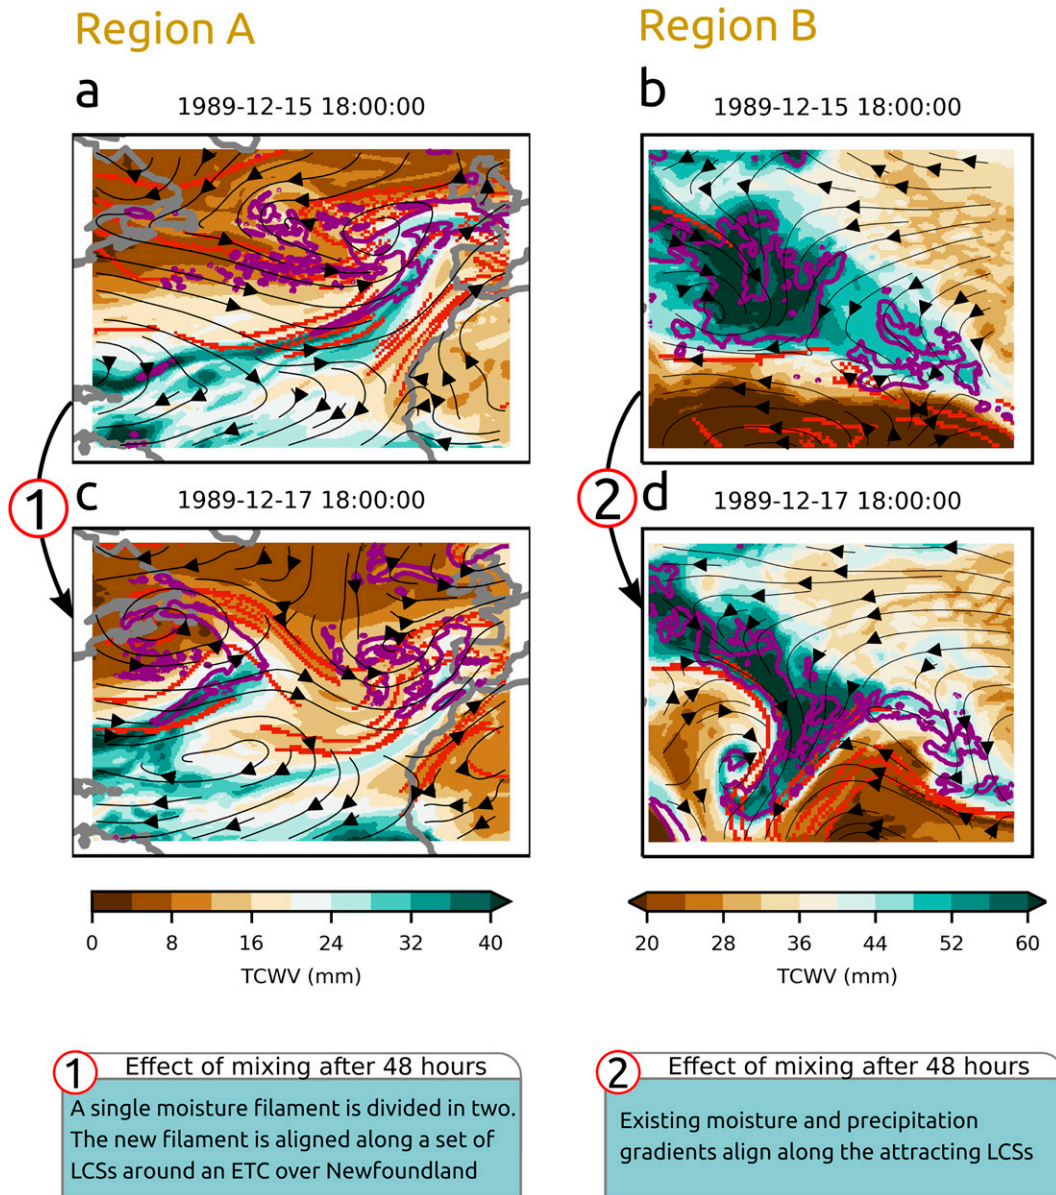 Region A
Region B
a
1989-12-15 18:00:00
b
1989-12-15 18:00:00
1
c
1989-12-17 18:00:00
2
d
1989-12-17 18:00:00
0 8 16 24 32 40
TCWV (mm)
20 28 36 44 52 60
TCWV (mm)
1 Effect of mixing after 48 hours
A single moisture filament is divided in two.
The new filament is aligned along a set of
LCSs around an ETC over Newfoundland
2 Effect of mixing after 48 hours
Existing moisture and precipitation
gradients align along the attracting LCSs